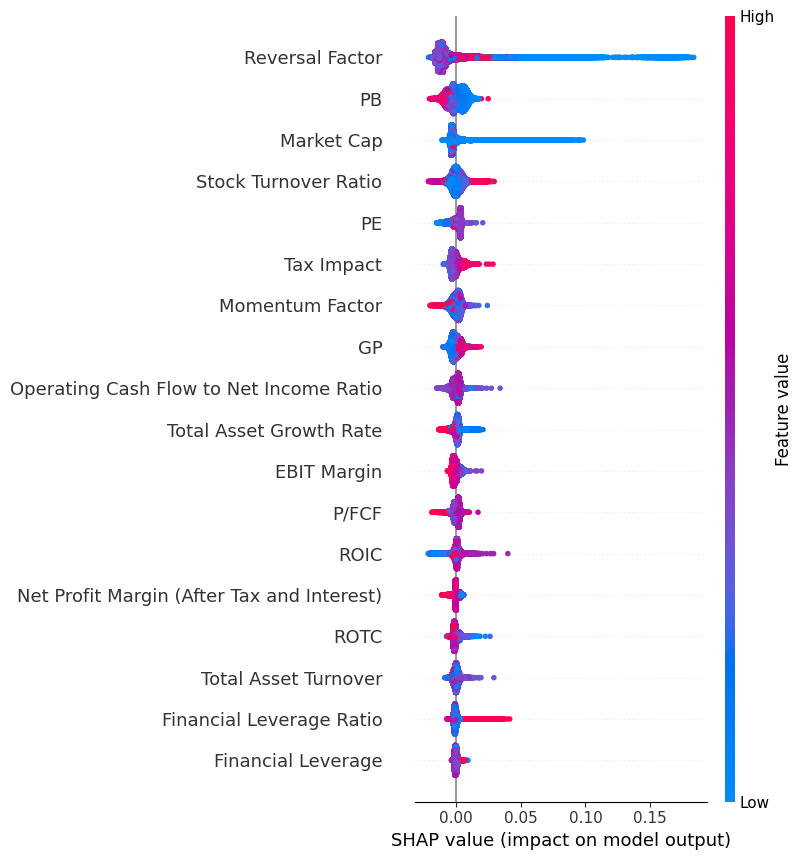 High
Reversal Factor
PB
Market Cap
Stock Turnover Ratio
PE
Tax Impact
Momentum Factor
GP
Operating Cash Flow to Net Income Ratio
Total Asset Growth Rate
EBIT Margin
P/FCF
ROIC
Net Profit Margin (After Tax and Interest)
ROTC
Total Asset Turnover
Financial Leverage Ratio
Financial Leverage
Feature value
Low
0.00 0.05 0.10 0.15
SHAP value (impact on model output)